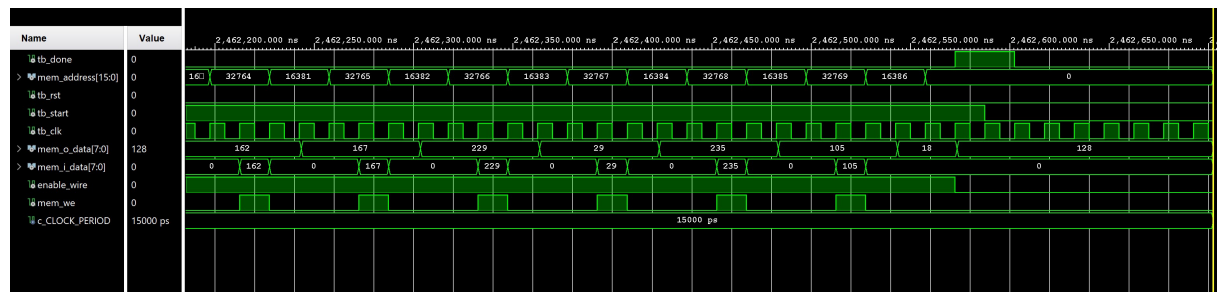 Name Value 2,462,200.000 ns 2,462,250.000 ns 2,462,300.000 ns 2,462,350.000 ns 2,462,400.000 ns 2,462,450.000 ns 2,462,500.000 ns 2,462,550.000 ns 2,462,600.000 ns 2,462,650.000 ns 2,
tb_done 0
mem_address[15:0] 0 16 32764 16381 32765 16382 32766 16383 32767 16384 32768 16385 32769 16386 0
tb_rst 0
tb_start 0
tb_clk 0
mem_o_data[7:0] 128 162 167 229 29 235 105 18 128
mem_i_data[7:0] 0 0 162 0 167 0 229 0 29 0 235 0 105 0
enable_wire 0
mem_we 0
c_CLOCK_PERIOD 15000 ps 15000 ps